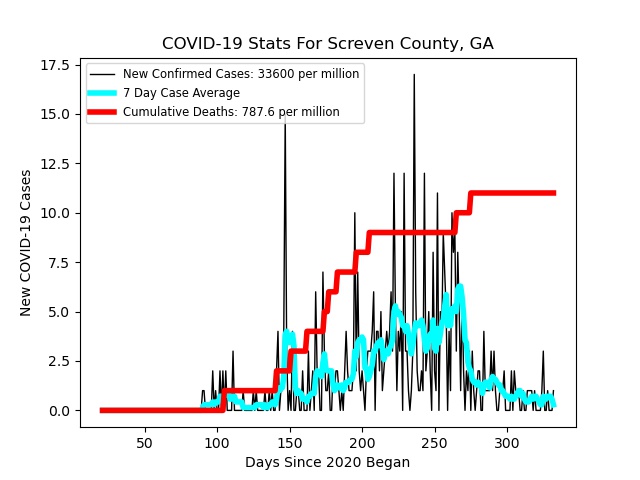 COVID-19 Stats For Screven County, GA
New Confirmed Cases: 33600 per million
7 Day Case Average
Cumulative Deaths: 787.6 per million
New COVID-19 Cases
17.5
15.0
12.5
10.0
7.5
5.0
2.5
0.0
50 100 150 200 250 300
Days Since 2020 Began